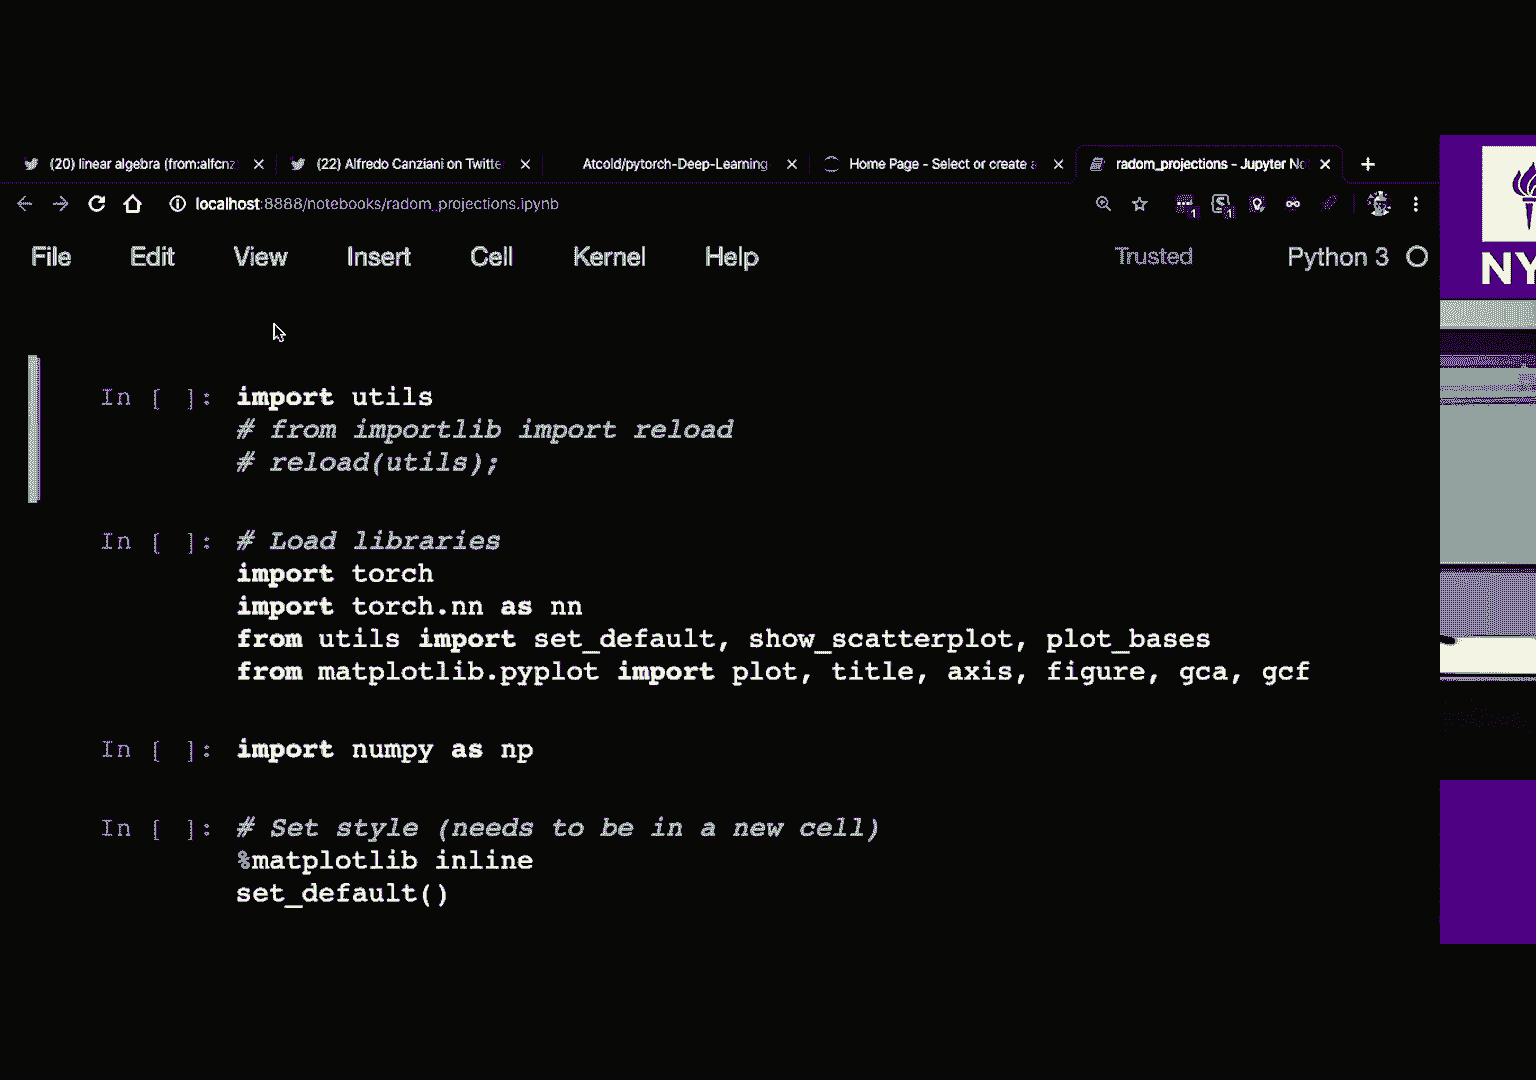 (20) linear algebra (from:alfcnz
(22) Alfredo Canziani on Twitte
Atcold/pytorch-Deep-Learning
Home Page - Select or create a
radom_projections - Jupyter No
localhost:8888/notebooks/radom_projections.ipynb
File Edit View Insert Cell Kernel Help Trusted Python 3
NY
In [ ]: import utils
# from importlib import reload
# reload(utils);
In [ ]: # Load libraries
import torch
import torch.nn as nn
from utils import set_default, show_scatterplot, plot_bases
from matplotlib.pyplot import plot, title, axis, figure, gca, gcf
In [ ]: import numpy as np
In [ ]: # Set style (needs to be in a new cell)
%matplotlib inline
set_default()